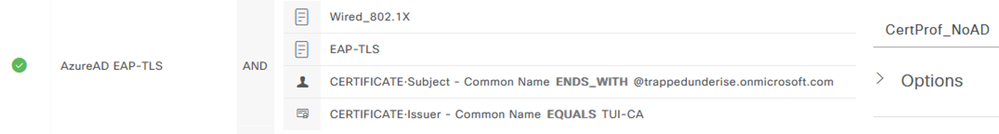 AzureAD EAP-TLS
AND
Wired_802.1X
EAP-TLS
CERTIFICATE·Subject - Common Name ENDS_WITH @trappedunderise.onmicrosoft.com
CERTIFICATE·Issuer - Common Name EQUALS TUI-CA
CertProf_NoAD
Options